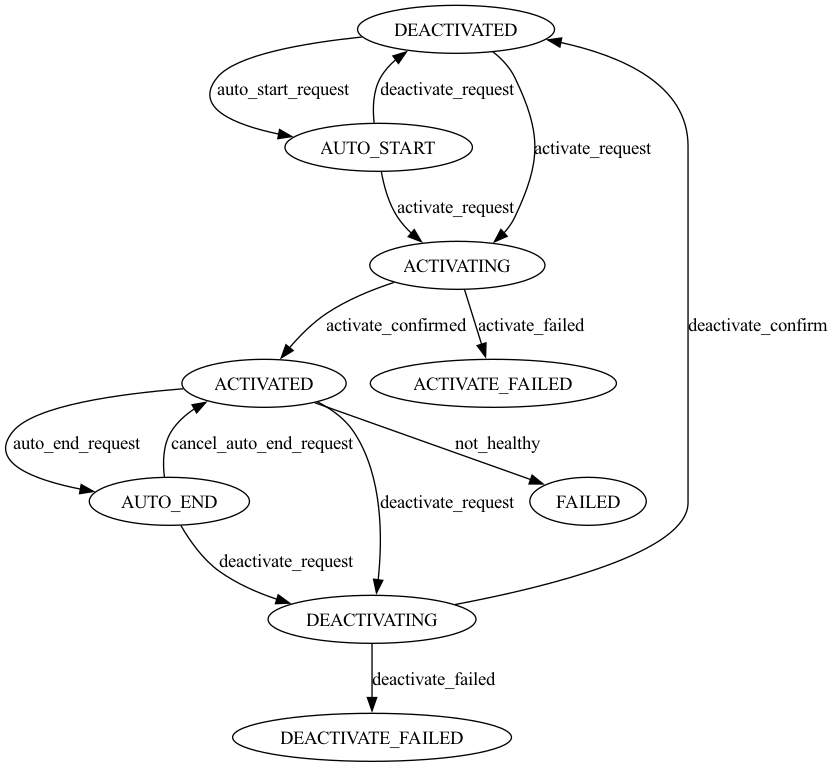 DEACTIVATED
auto_start_request
deactivate_request
AUTO_START
activate_request
activate_request
ACTIVATING
activate_confirmed
activate_failed
deactivate_confirm
ACTIVATED
ACTIVATE_FAILED
auto_end_request
cancel_auto_end_request
not_healthy
AUTO_END
deactivate_request
FAILED
deactivate_request
DEACTIVATING
deactivate_failed
DEACTIVATE_FAILED